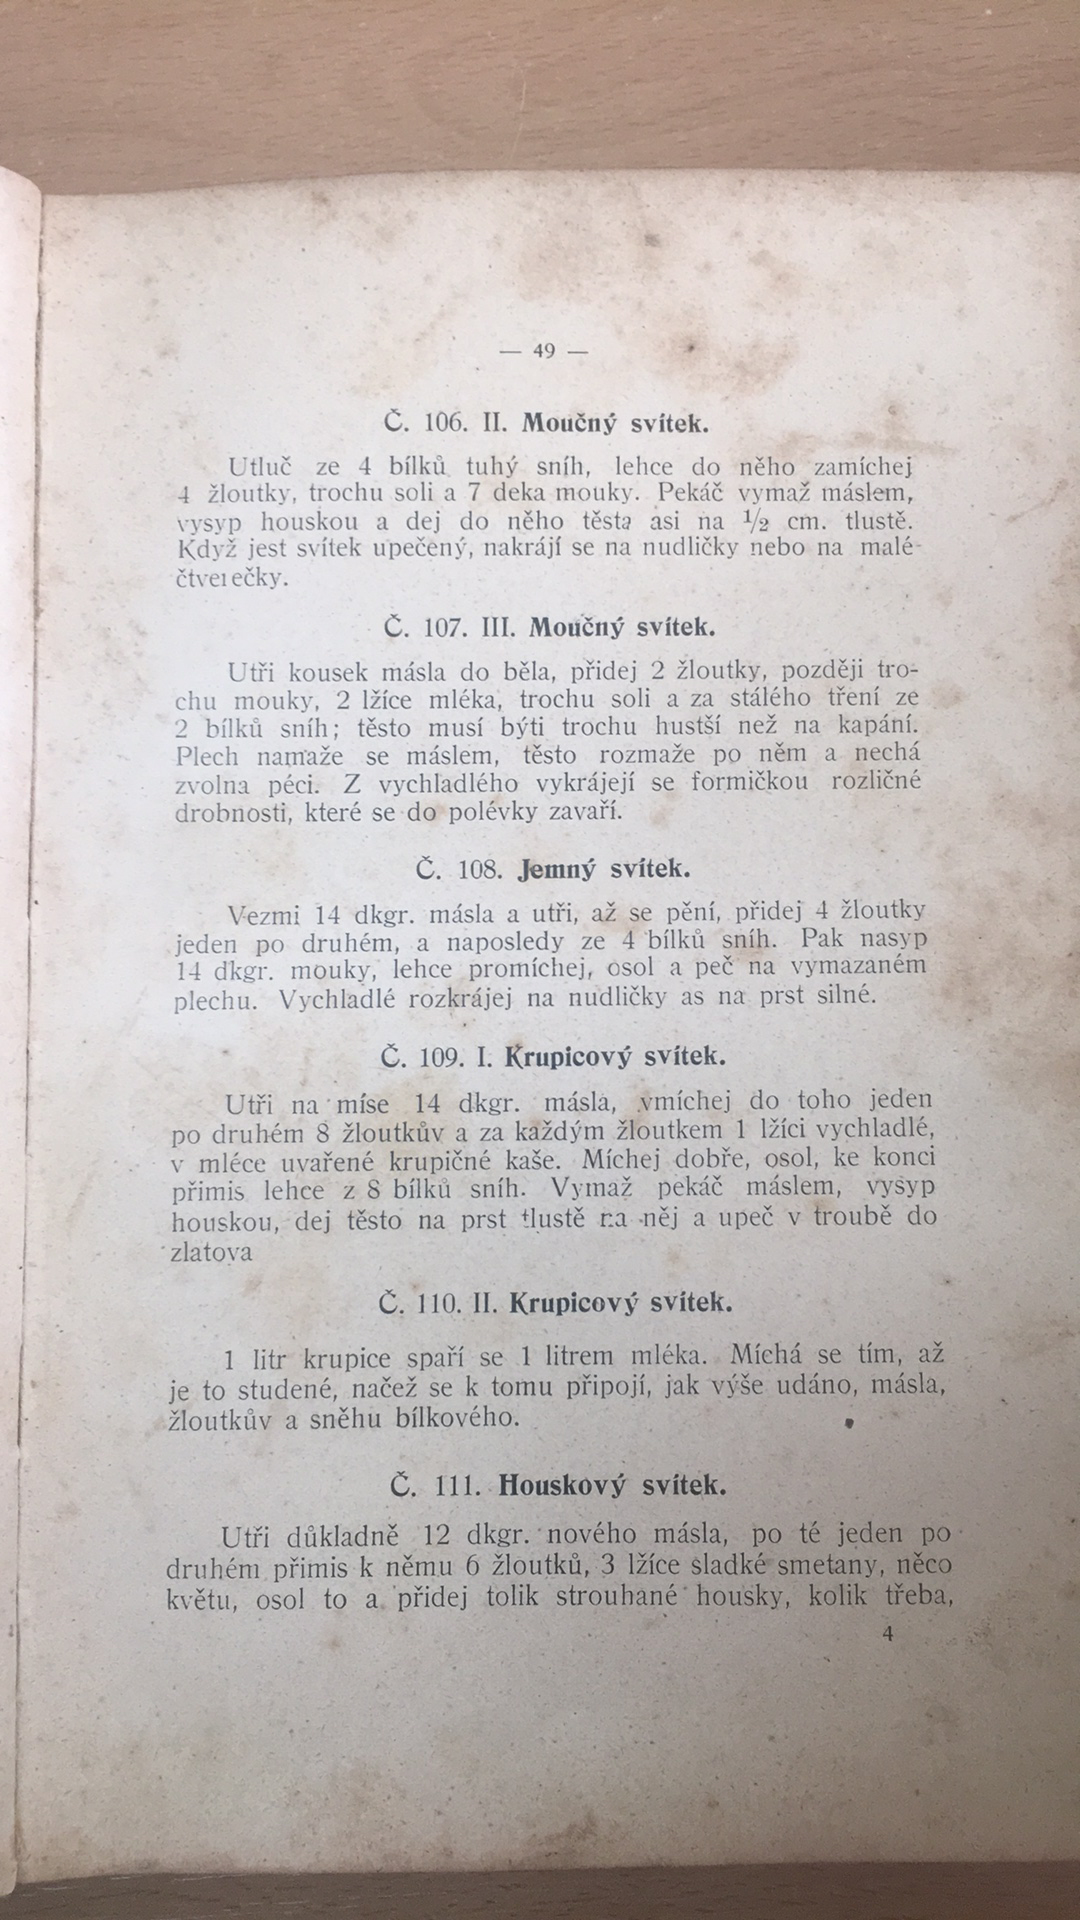 — 49 —
Č. 106. II. Moučný svítek.
Utluč ze 4 bílků tuhý sníh, lehce do něho zamíchej
4 žloutky, trochu soli a 7 deka mouky. Pekáč vymaž máslem,
vysyp houskou a dej do něho těsta asi na ½ cm. tlustě.
Když jest svítek upečený, nakrájí se na nudličky nebo na malé
čtverečky.
Č. 107. III. Moučný svítek.
Utři kousek másla do běla, přidej 2 žloutky, později tro-
chu mouky, 2 lžíce mléka, trochu soli a za stálého tření ze
2 bílků sníh; těsto musí býti trochu hustší než na kapání.
Plech namaže se máslem, těsto rozmaže po něm a nechá
zvolna péci. Z vychladlého vykrájejí se formičkou rozličné
drobnosti, které se do polévky zavaří.
Č. 108. Jemný svítek.
Vezmi 14 dkgr. másla a utři, až se pění, přidej 4 žloutky
jeden po druhém, a naposledy ze 4 bílků sníh. Pak nasyp
14 dkgr. mouky, lehce promíchej, osol a peč na vymazaném
plechu. Vychladlé rozkrájej na nudličky as na prst silné.
Č. 109. I. Krupicový svítek.
Utři na míse 14 dkgr. másla, vmíchej do toho jeden
po druhém 8 žloutkův a za každým žloutkem 1 lžíci vychladlé,
v mléce uvařené krupičné kaše. Míchej dobře, osol, ke konci
přimis lehce z 8 bílků sníh. Vymaž pekáč máslem, vysyp
houskou, dej těsto na prst tlustě na něj a upeč v troubě do
zlatova
Č. 110. II. Krupicový svítek.
1 litr krupice spaří se 1 litrem mléka. Míchá se tím, až
je to studené, načež se k tomu připojí, jak výše udáno, másla,
žloutkův a sněhu bílkového.
Č. 111. Houskový svítek.
Utři důkladně 12 dkgr. nového másla, po té jeden po
druhém přimis k němu 6 žloutků, 3 lžíce sladké smetany, něco
květu, osol to a přidej tolik strouhané housky, kolik třeba,
4